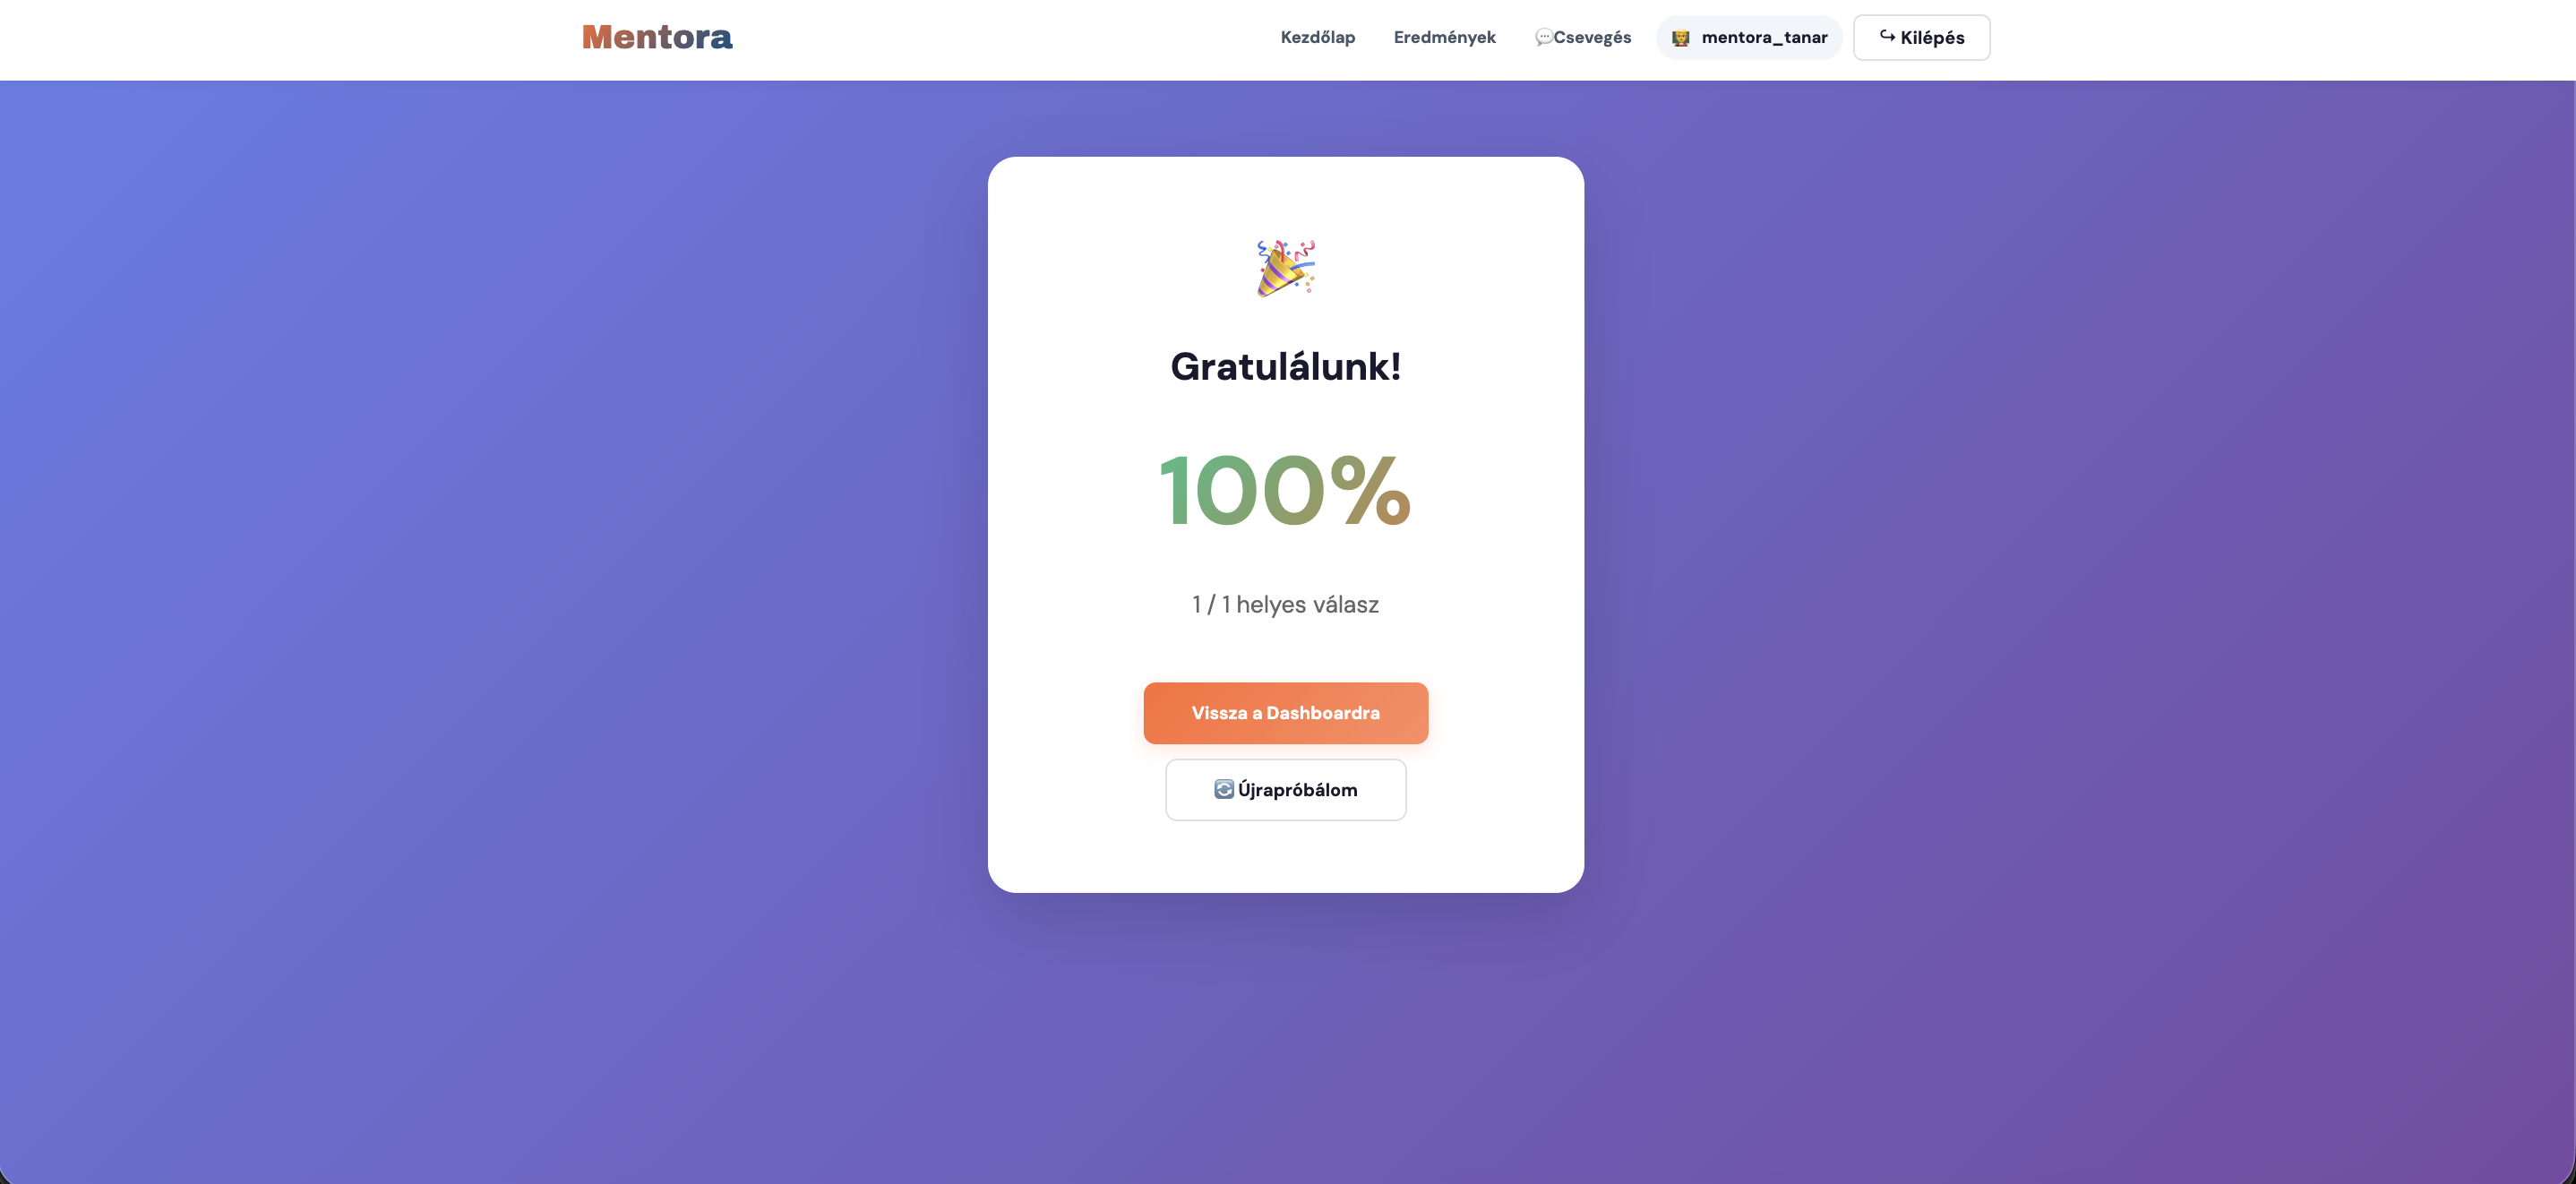 Mentora
Kezdőlap
Eredmények
Csevegés
mentora_tanar
Kilépés
Gratulálunk!
100%
1 / 1 helyes válasz
Vissza a Dashboardra
Újrapróbálom